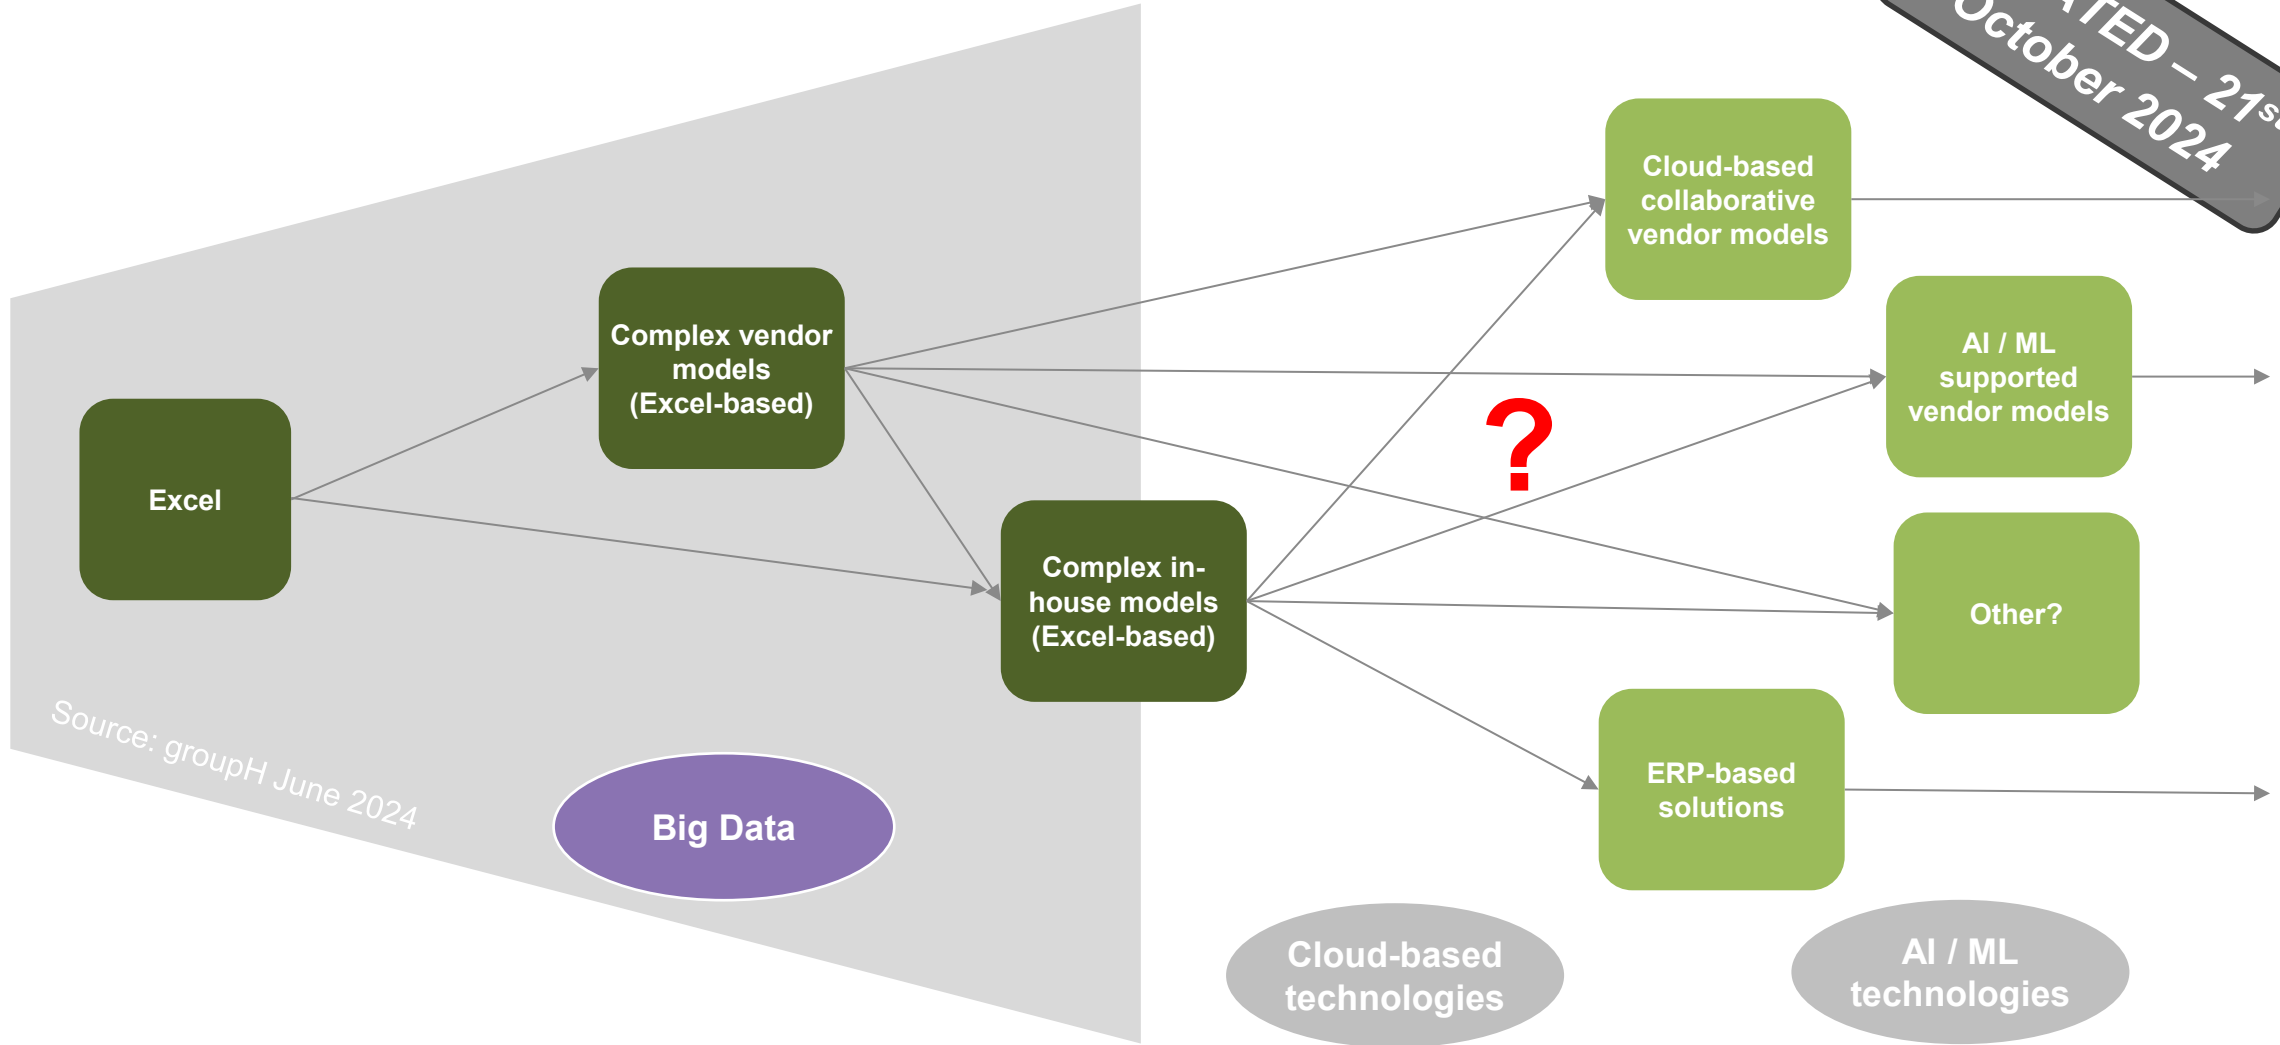 – 21st
October 2024
Cloud-based
collaborative
vendor models
Complex vendor
models
(Excel-based)
AI / ML
supported
vendor models
?
Excel
Complex in-
house models
(Excel-based)
Other?
Source: groupH June 2024
ERP-based
solutions
Big Data
Cloud-based
technologies
AI / ML
technologies